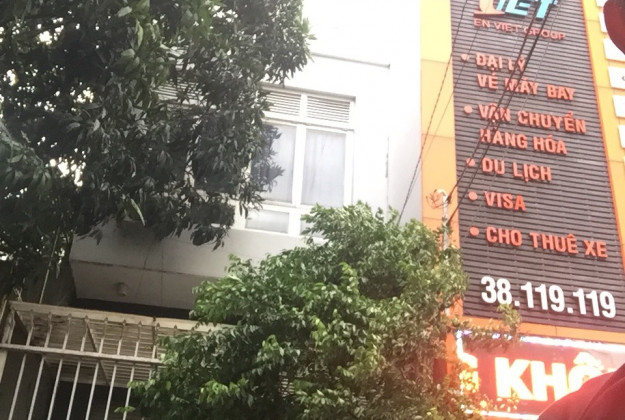 VIET
EN VIET GROUP
• ĐẠI LÝ
VÉ MÁY BAY
• VẬN CHUYỂN
HÀNG HÓA
• DU LỊCH
• VISA
• CHO THUÊ XE
38.119.119